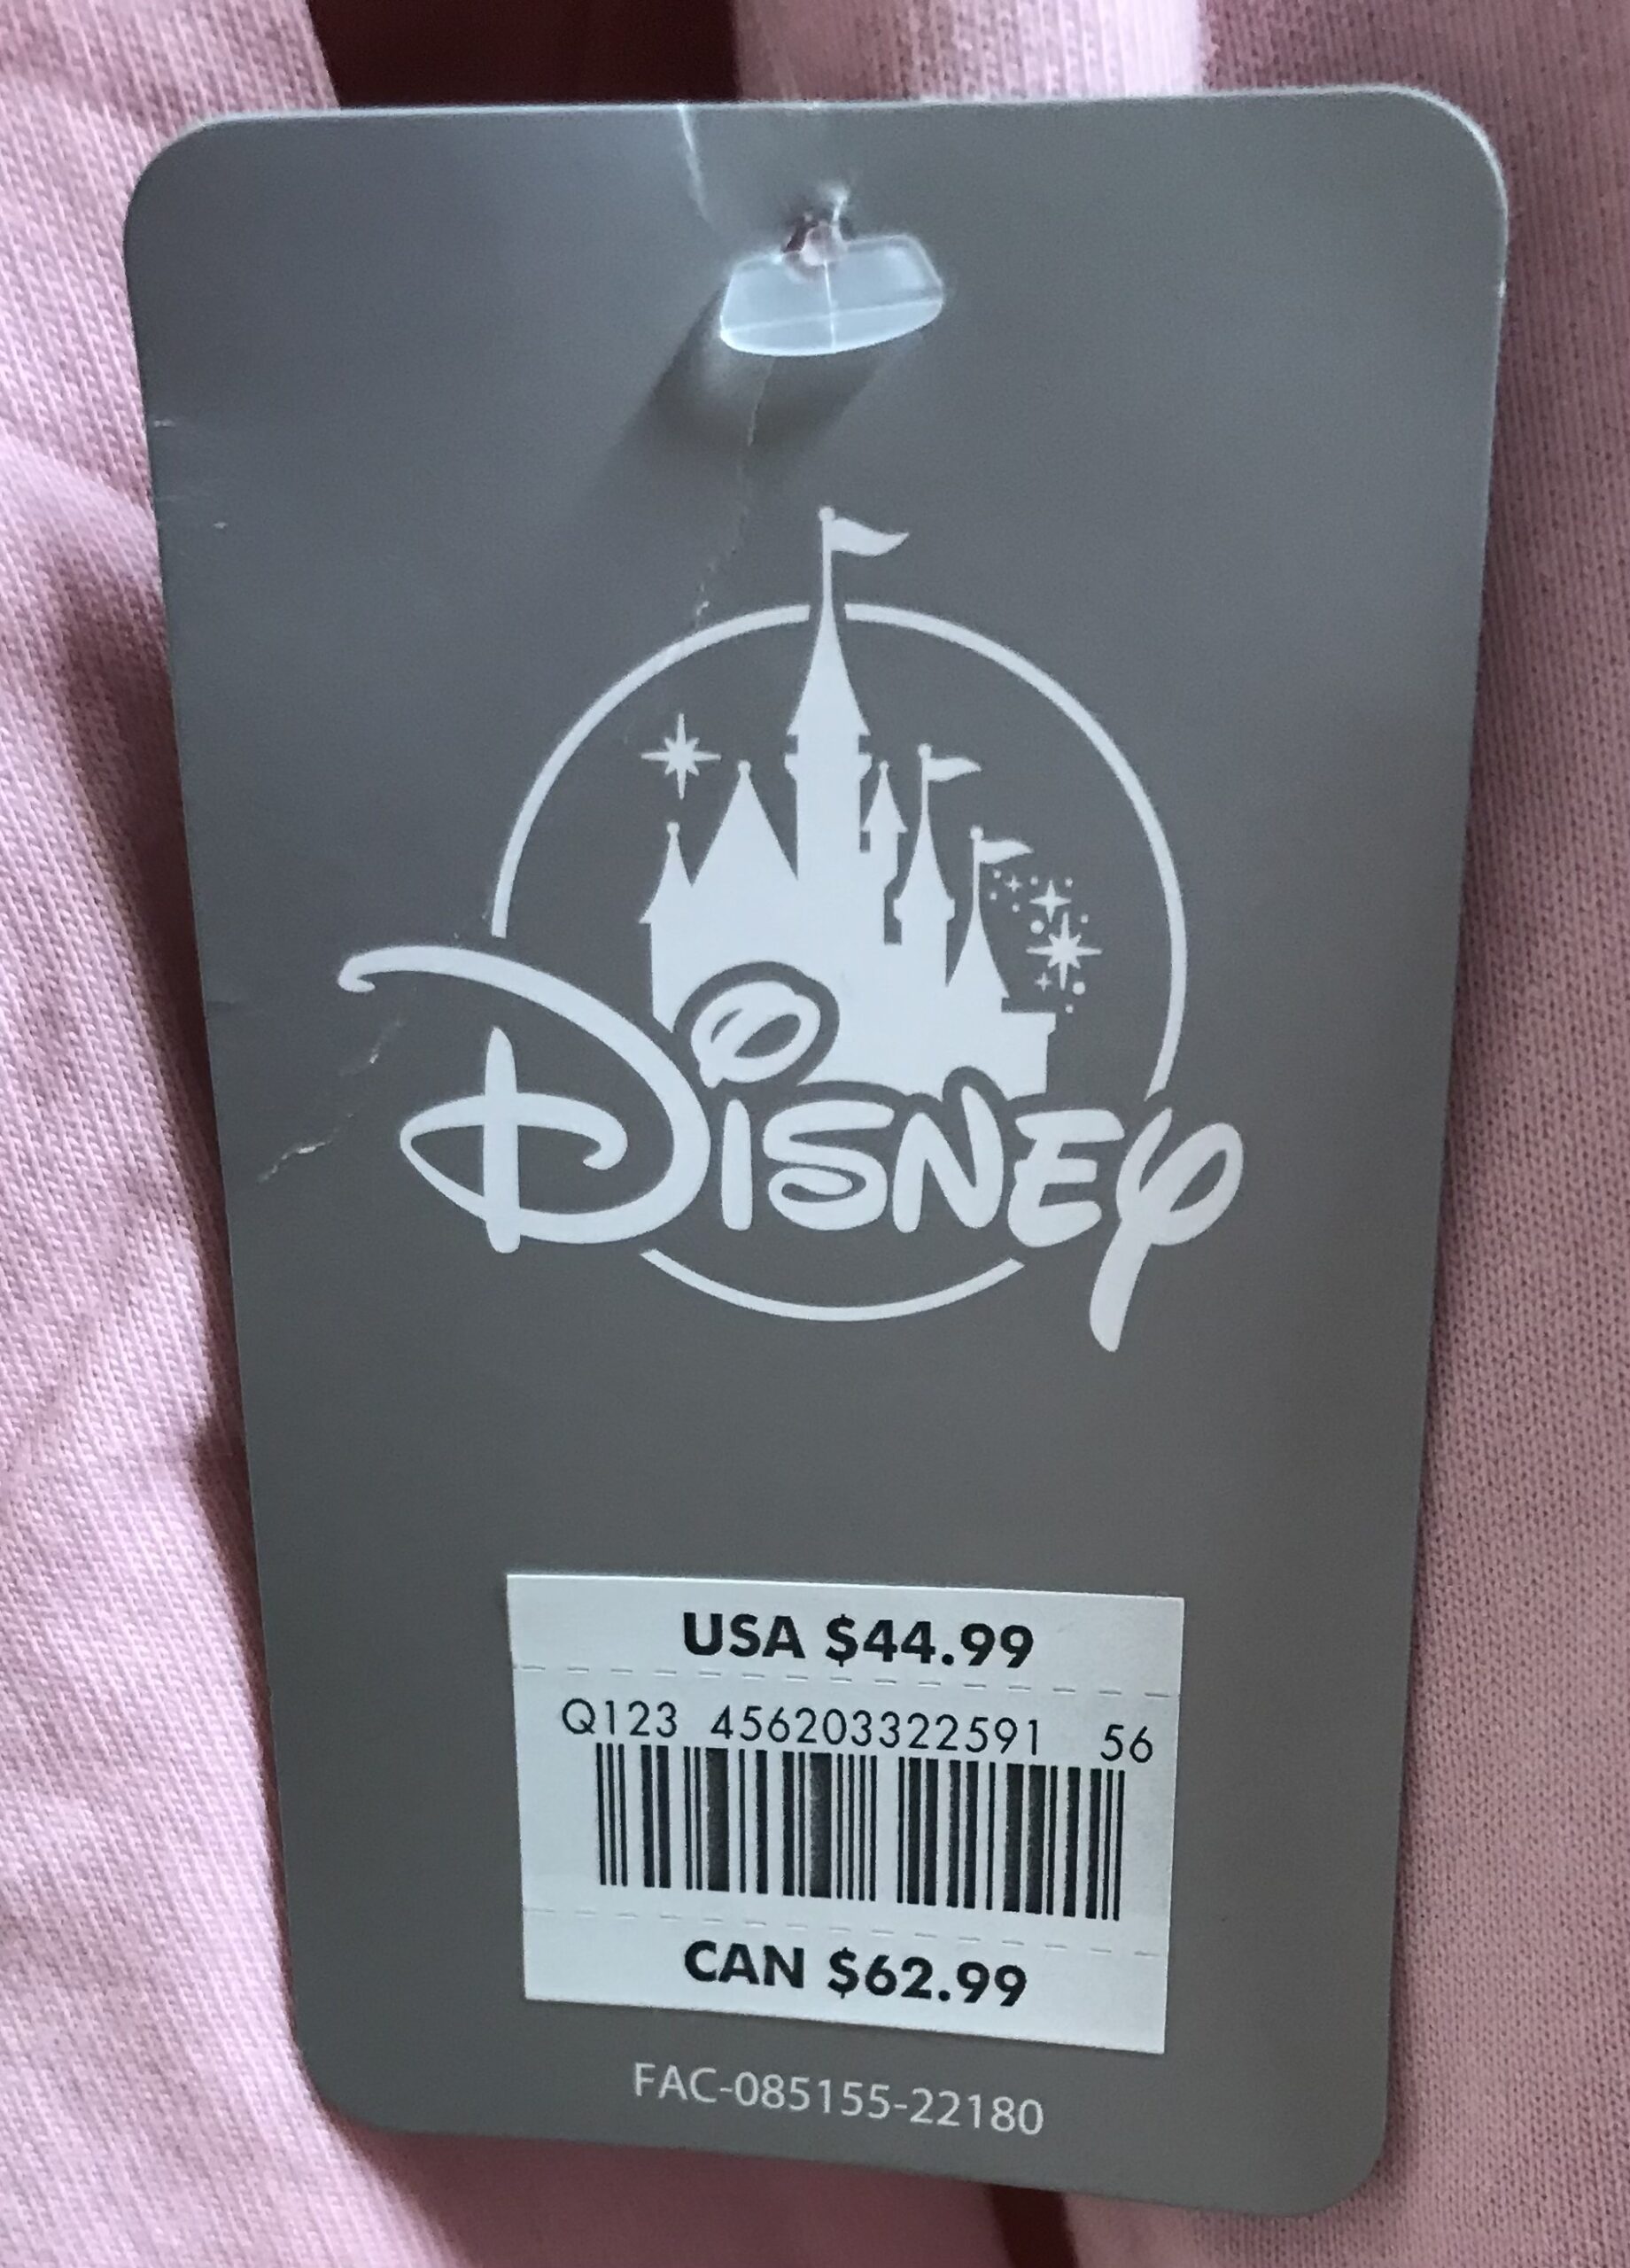 Disney
USA $44.99
Q123 456203322591 56
CAN $62.99
FAC-085155-22180